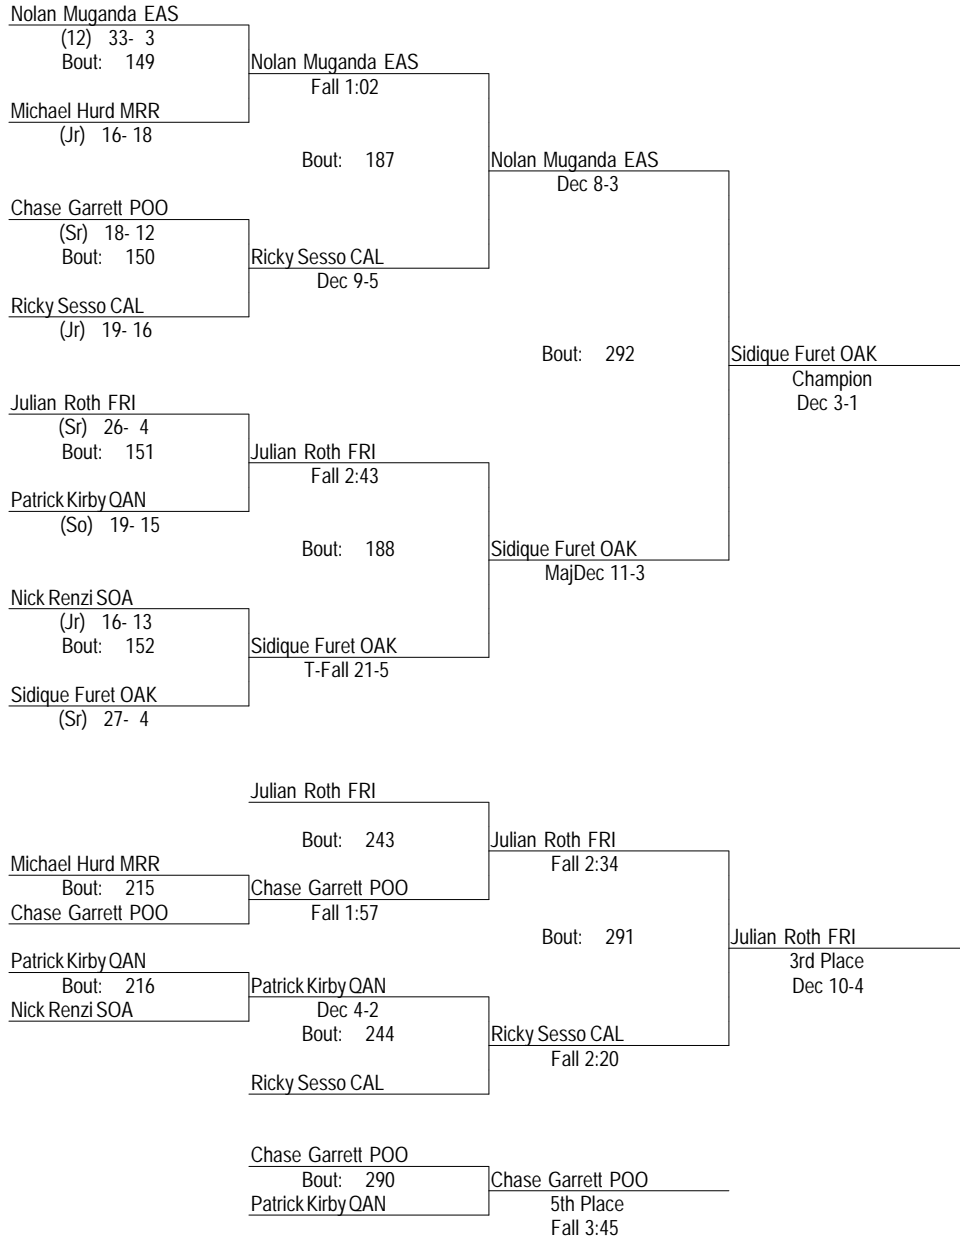 Nolan Muganda EAS
(12) 33- 3
Bout: 149
Nolan Muganda EAS
Fall 1:02
Michael Hurd MRR
(Jr) 16- 18
Bout: 187
Nolan Muganda EAS
Dec 8-3
Chase Garrett POO
(Sr) 18- 12
Bout: 150
Ricky Sesso CAL
Dec 9-5
Ricky Sesso CAL
(Jr) 19- 16
Bout: 292
Sidique Furet OAK
Champion
Dec 3-1
Julian Roth FRI
(Sr) 26- 4
Bout: 151
Julian Roth FRI
Fall 2:43
Patrick Kirby QAN
(So) 19- 15
Bout: 188
Sidique Furet OAK
MajDec 11-3
Nick Renzi SOA
(Jr) 16- 13
Bout: 152
Sidique Furet OAK
T-Fall 21-5
Sidique Furet OAK
(Sr) 27- 4
Julian Roth FRI
Bout: 243
Julian Roth FRI
Fall 2:34
Michael Hurd MRR
Bout: 215
Chase Garrett POO
Chase Garrett POO
Fall 1:57
Bout: 291
Julian Roth FRI
3rd Place
Dec 10-4
Patrick Kirby QAN
Bout: 216
Nick Renzi SOA
Patrick Kirby QAN
Dec 4-2
Bout: 244
Ricky Sesso CAL
Fall 2:20
Ricky Sesso CAL
Chase Garrett POO
Bout: 290
Patrick Kirby QAN
Chase Garrett POO
5th Place
Fall 3:45